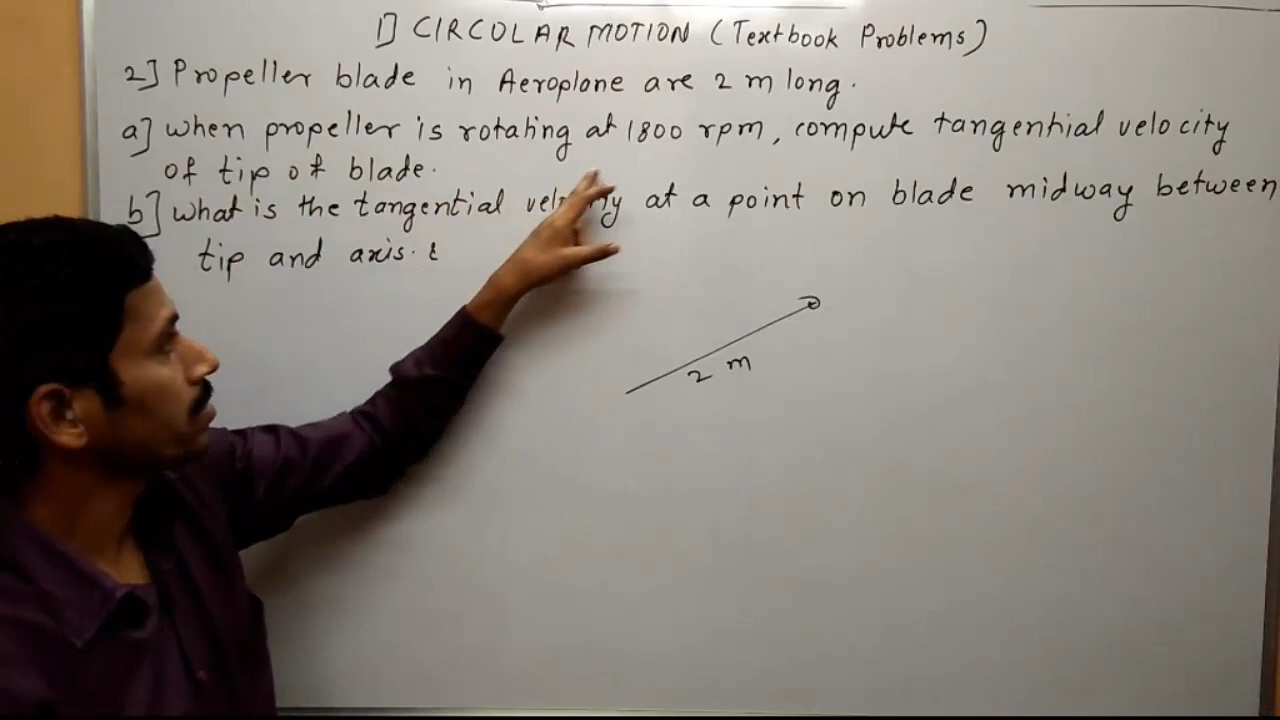 1] CIRCULAR MOTION (Textbook Problems)
2] Propeller blade in Aeroplane are 2 m long.
a] when propeller is rotating at 1800 rpm, compute tangential velocity
of tip of blade.
b] what is the tangential at a point on blade midway between
tip and axis.
2 m